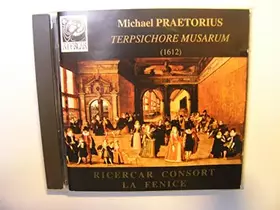 Michael PRAETORIUS
TERPSICHORE MUSARUM
(1612)
RICERCAR CONSORT
LA FENICE